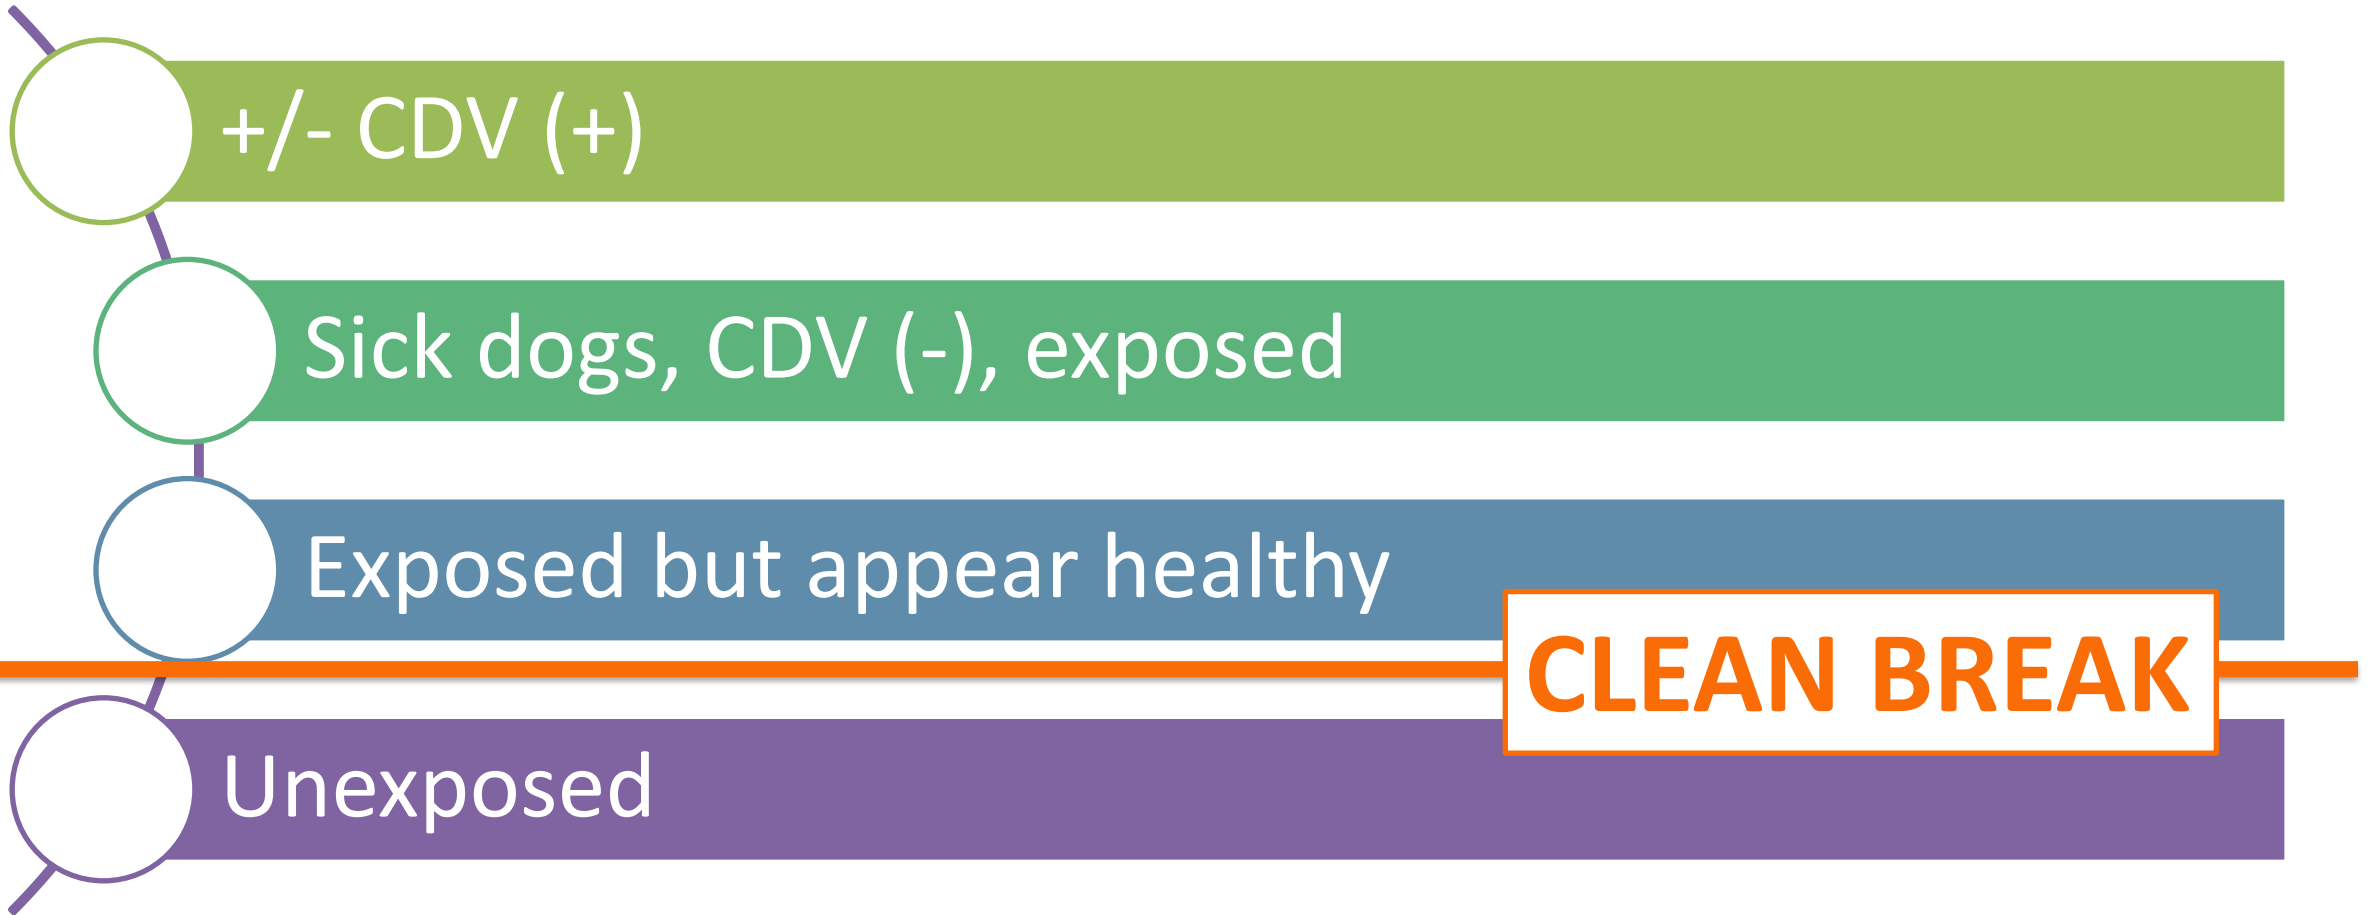 +/- CDV (+)
Sick dogs, CDV (-), exposed
Exposed but appear healthy
CLEAN BREAK
Unexposed